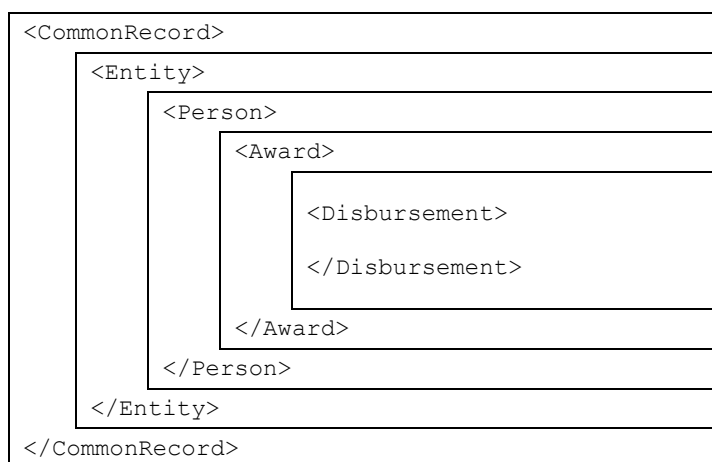 <CommonRecord>
<Entity>
<Person>
<Award>
<Disbursement>
</Disbursement>
</Award>
</Person>
</Entity>
</CommonRecord>